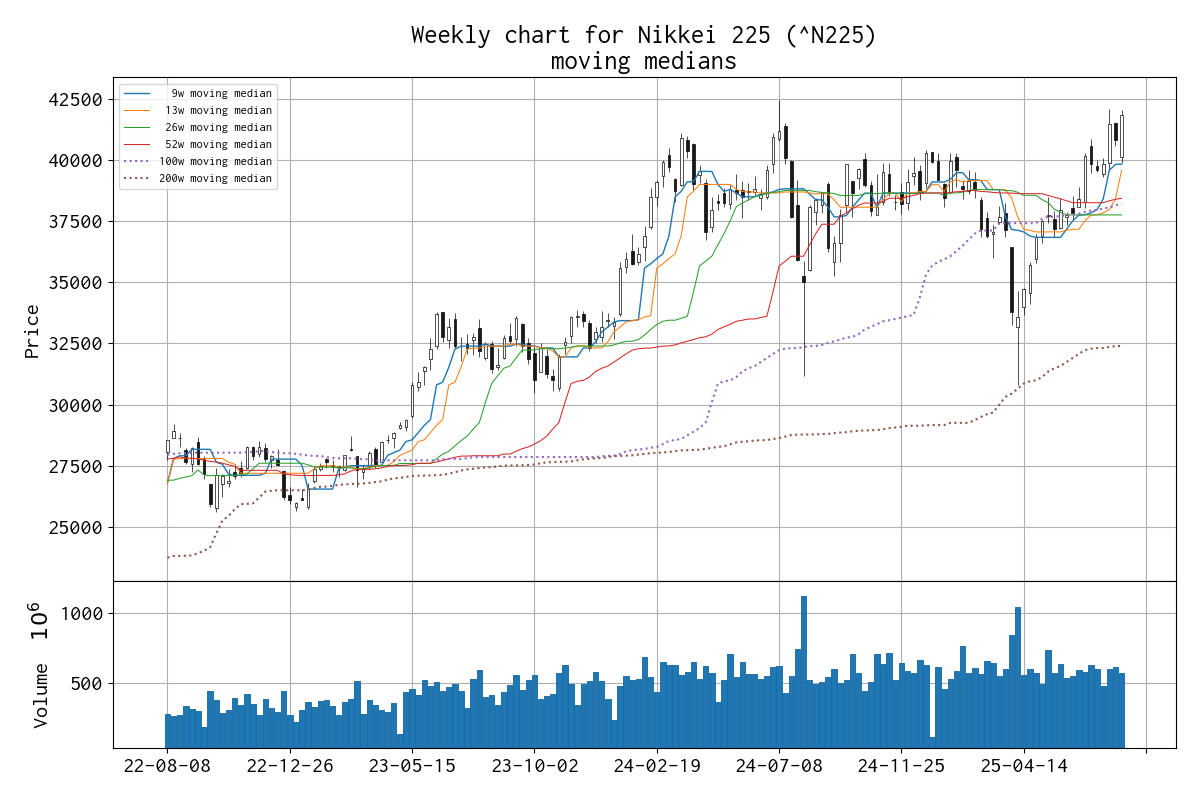 Weekly chart for Nikkei 225 (^N225)
moving medians
9w moving median
13w moving median
26w moving median
52w moving median
100w moving median
200w moving median
42500
40000
37500
35000
32500
30000
27500
25000
Price
1000
500
Volume 10^6
22-08-08 22-12-26 23-05-15 23-10-02 24-02-19 24-07-08 24-11-25 25-04-14